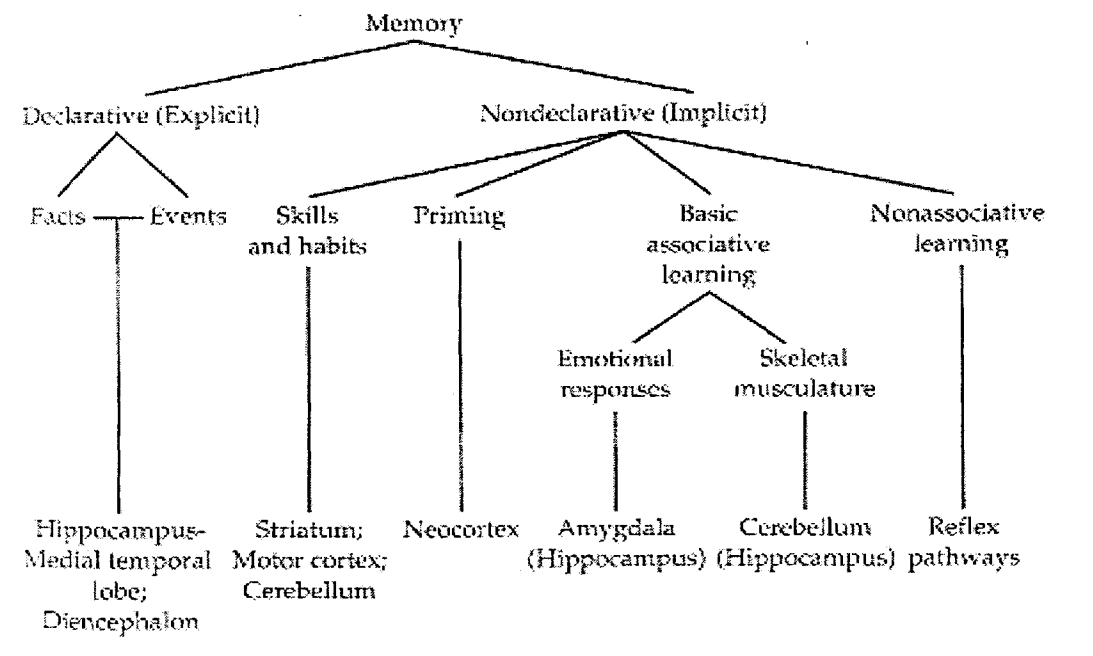 Memory
Declarative (Explicit)
Nondeclarative (Implicit)
Facts
Events
Skills
and habits
Priming
Basic
associative
learning
Nonassociative
learning
Emotional
responses
Skeletal
musculature
Hippocampus-
Medial temporal
lobe;
Diencephalon
Striatum;
Motor cortex;
Cerebellum
Neocortex
Amygdala
(Hippocampus)
Cerebellum
(Hippocampus)
Reflex
pathways